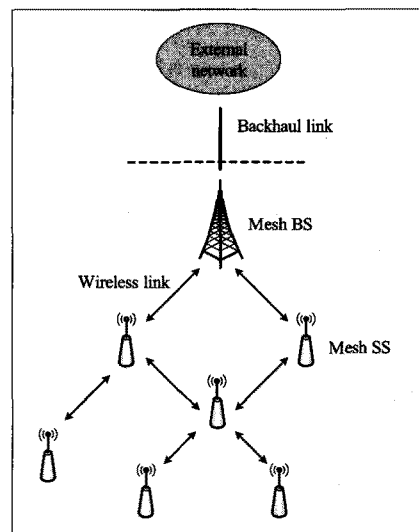 External
network
Backhaul link
Mesh BS
Wireless link
Mesh SS